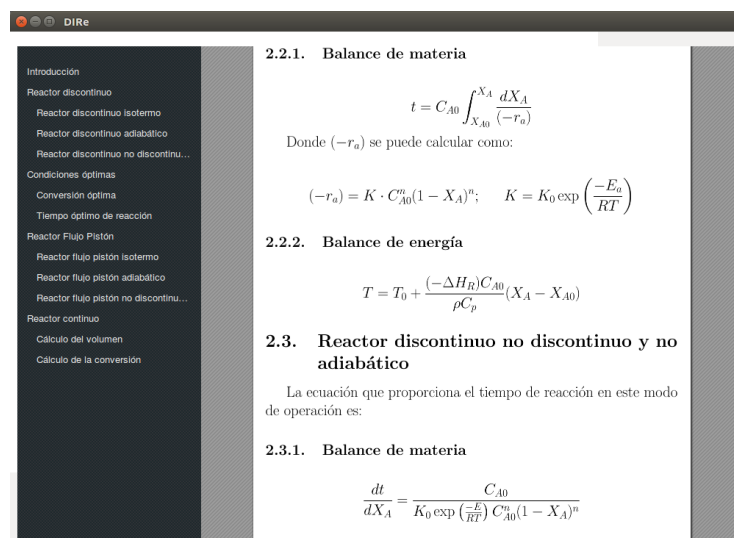 DIRe
Introducción
Reactor discontinuo
Reactor discontinuo isotermo
Reactor discontinuo adiabático
Reactor discontinuo no discontinu...
Condiciones óptimas
Conversión óptima
Tiempo óptimo de reacción
Reactor Flujo Pistón
Reactor flujo pistón isotermo
Reactor flujo pistón adiabático
Reactor flujo pistón no discontinu...
Reactor continuo
Cálculo del volumen
Cálculo de la conversión
2.2.1. Balance de materia
t = C_{A0} \int_{X_{A0}}^{X_A} \frac{dX_A}{(-r_a)}
Donde (−r_a) se puede calcular como:
(-r_a) = K \cdot C_{A0}^n (1 - X_A)^n; K = K_0 \exp\left(\frac{-E_a}{RT}\right)
2.2.2. Balance de energía
T = T_0 + \frac{(-\Delta H_R) C_{A0}}{\rho C_p} (X_A - X_{A0})
2.3. Reactor discontinuo no discontinuo y no
adiabático
La ecuación que proporciona el tiempo de reacción en este modo
de operación es:
2.3.1. Balance de materia
\frac{dt}{dX_A} = \frac{C_{A0}}{K_0 \exp\left(\frac{-E}{RT}\right) C_{A0}^n (1 - X_A)^n}